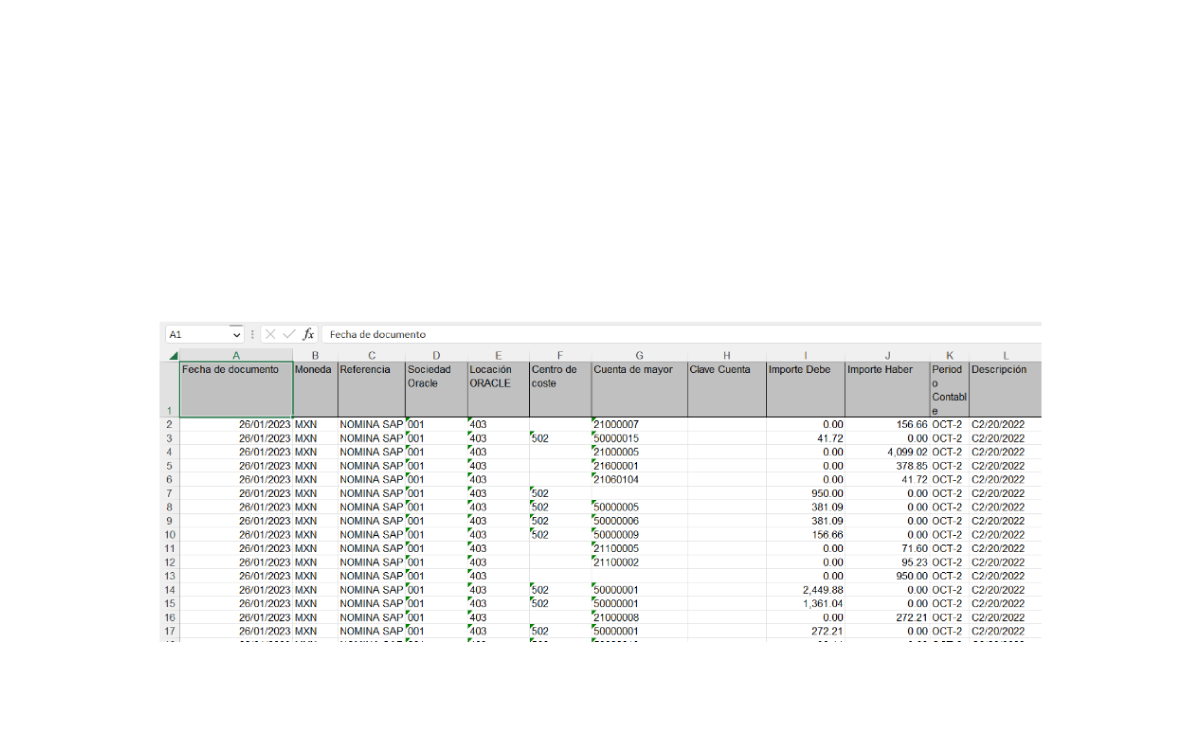 A1 fx Fecha de documento
A B C D E F G H I J K L
1 Fecha de documento Moneda Referencia Sociedad Oracle Locación ORACLE Centro de coste Cuenta de mayor Clave Cuenta Importe Debe Importe Haber Periodo Contable Descripción
2 26/01/2023 MXN NOMINA SAP 001 403 21000007 0.00 156.66 OCT-2 C2/20/2022
3 26/01/2023 MXN NOMINA SAP 001 403 502 50000015 41.72 0.00 OCT-2 C2/20/2022
4 26/01/2023 MXN NOMINA SAP 001 403 21000005 0.00 4,099.02 OCT-2 C2/20/2022
5 26/01/2023 MXN NOMINA SAP 001 403 21600001 0.00 378.85 OCT-2 C2/20/2022
6 26/01/2023 MXN NOMINA SAP 001 403 21060104 0.00 41.72 OCT-2 C2/20/2022
7 26/01/2023 MXN NOMINA SAP 001 403 502 950.00 0.00 OCT-2 C2/20/2022
8 26/01/2023 MXN NOMINA SAP 001 403 502 50000005 381.09 0.00 OCT-2 C2/20/2022
9 26/01/2023 MXN NOMINA SAP 001 403 502 50000006 381.09 0.00 OCT-2 C2/20/2022
10 26/01/2023 MXN NOMINA SAP 001 403 502 50000009 156.66 0.00 OCT-2 C2/20/2022
11 26/01/2023 MXN NOMINA SAP 001 403 21100005 0.00 71.60 OCT-2 C2/20/2022
12 26/01/2023 MXN NOMINA SAP 001 403 21100002 0.00 95.23 OCT-2 C2/20/2022
13 26/01/2023 MXN NOMINA SAP 001 403 0.00 950.00 OCT-2 C2/20/2022
14 26/01/2023 MXN NOMINA SAP 001 403 502 50000001 2,449.88 0.00 OCT-2 C2/20/2022
15 26/01/2023 MXN NOMINA SAP 001 403 502 50000001 1,361.04 0.00 OCT-2 C2/20/2022
16 26/01/2023 MXN NOMINA SAP 001 403 21000008 0.00 272.21 OCT-2 C2/20/2022
17 26/01/2023 MXN NOMINA SAP 001 403 502 50000001 272.21 0.00 OCT-2 C2/20/2022